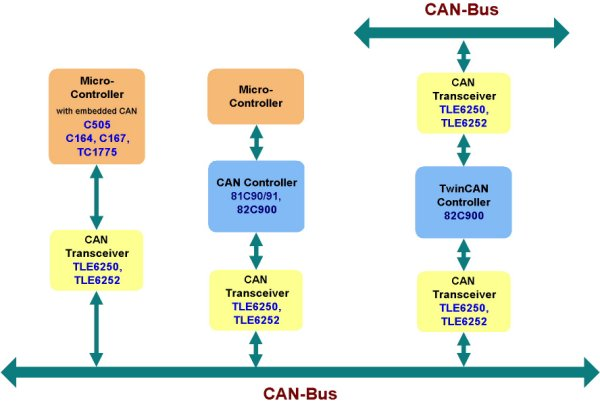 CAN-Bus
Micro-
Controller
with embedded CAN
C505
C164, C167,
TC1775
CAN
Transceiver
TLE6250,
TLE6252
Micro-
Controller
CAN Controller
81C90/91,
82C900
CAN
Transceiver
TLE6250,
TLE6252
CAN
Transceiver
TLE6250,
TLE6252
TwinCAN
Controller
82C900
CAN
Transceiver
TLE6250,
TLE6252
CAN-Bus